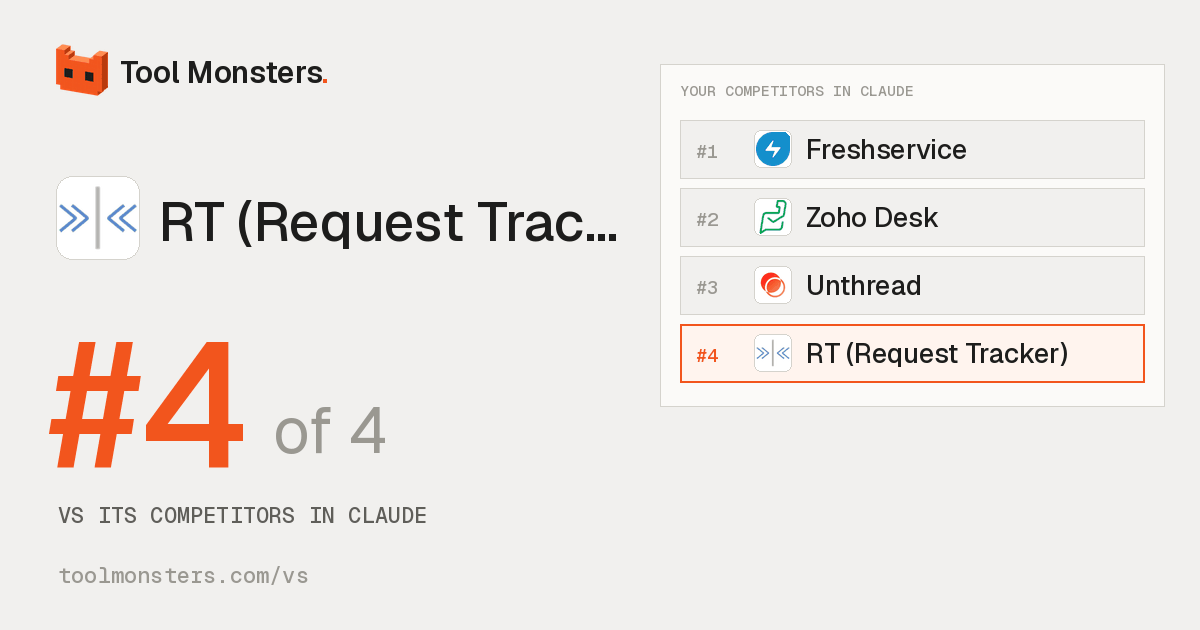 Tool Monsters.
RT (Request Trac...
#4 of 4
VS ITS COMPETITORS IN CLAUDE
toolmonsters.com/vs
YOUR COMPETITORS IN CLAUDE
#1 Freshservice
#2 Zoho Desk
#3 Unthread
#4 RT (Request Tracker)